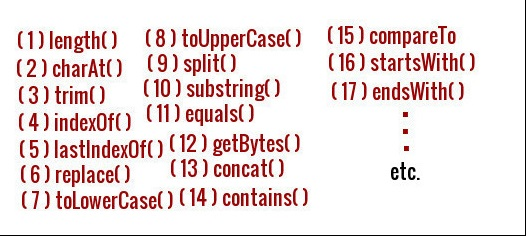 ( 1 ) length( )
( 2 ) charAt( )
( 3 ) trim( )
( 4 ) indexOf( )
( 5 ) lastIndexOf( )
( 6 ) replace( )
( 7 ) toLowerCase( )
( 8 ) toUpperCase( )
( 9 ) split( )
( 10 ) substring( )
( 11 ) equals( )
( 12 ) getBytes( )
( 13 ) concat( )
( 14 ) contains( )
( 15 ) compareTo
( 16 ) startsWith( )
( 17 ) endsWith( )
etc.